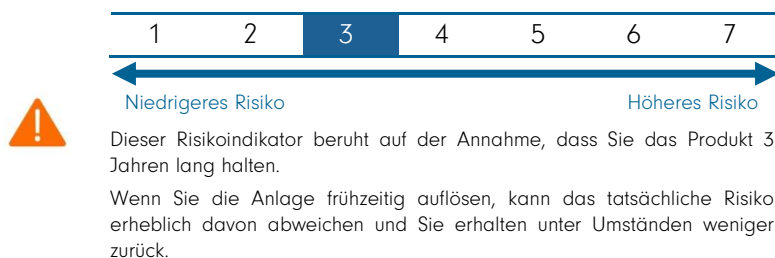 1 2 3 4 5 6 7
Niedrigeres Risiko Höheres Risiko
Dieser Risikoindikator beruht auf der Annahme, dass Sie das Produkt 3
Jahren lang halten.
Wenn Sie die Anlage frühzeitig auflösen, kann das tatsächliche Risiko
erheblich davon abweichen und Sie erhalten unter Umständen weniger
zurück.